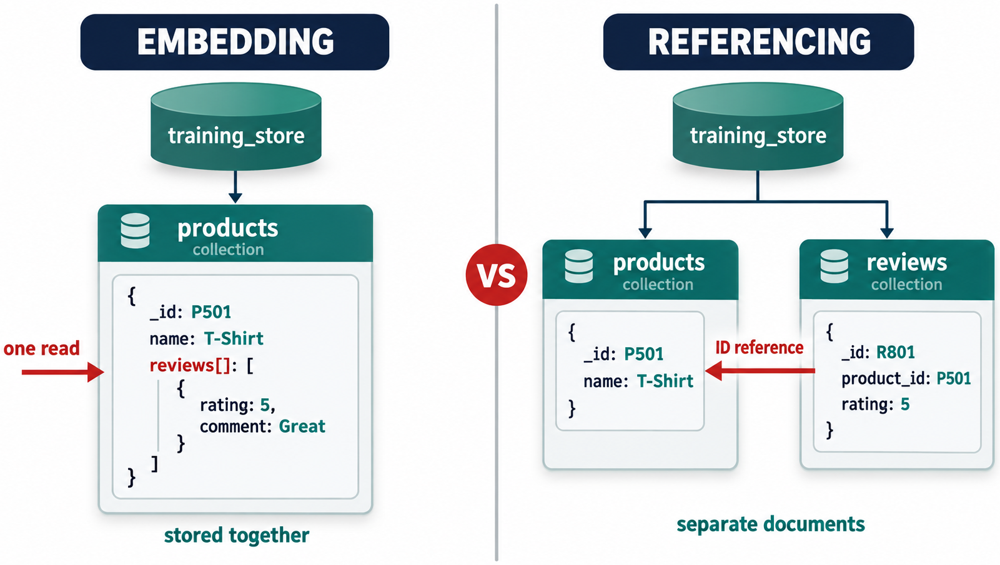 EMBEDDING
training_store
products
collection
{
_id: P501
name: T-Shirt
reviews[]: [
{
rating: 5,
comment: Great
}
]
}
one read
stored together
VS
REFERENCING
training_store
products
collection
{
_id: P501
name: T-Shirt
}
ID reference
reviews
collection
{
_id: R801
product_id: P501
rating: 5
}
separate documents